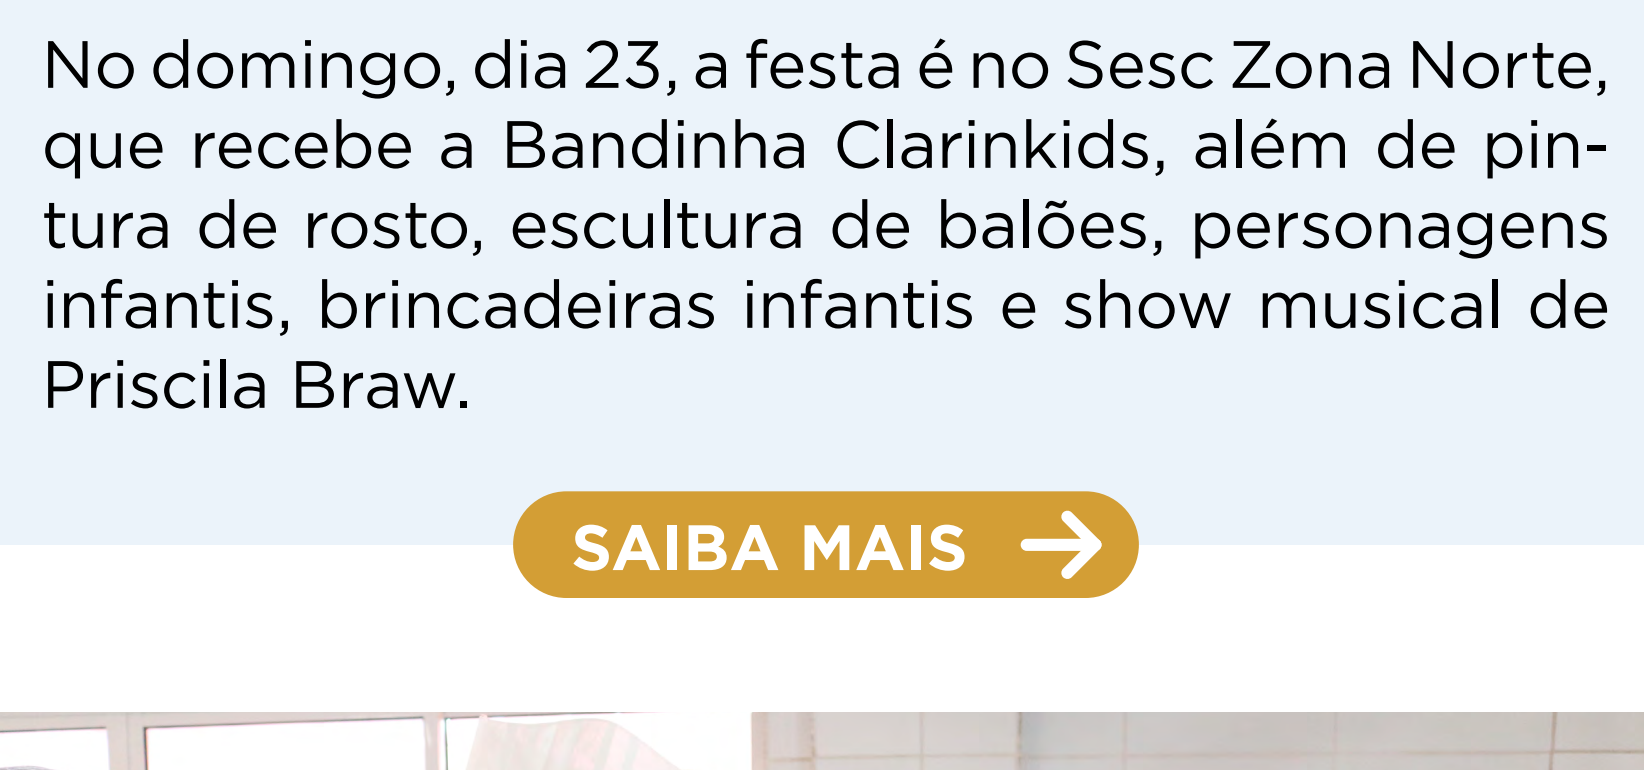 No domingo, dia 23, a festa é no Sesc Zona Norte,
que recebe a Bandinha Clarinkids, além de pin-
tura de rosto, escultura de balões, personagens
infantis, brincadeiras infantis e show musical de
Priscila Braw.
SAIBA MAIS